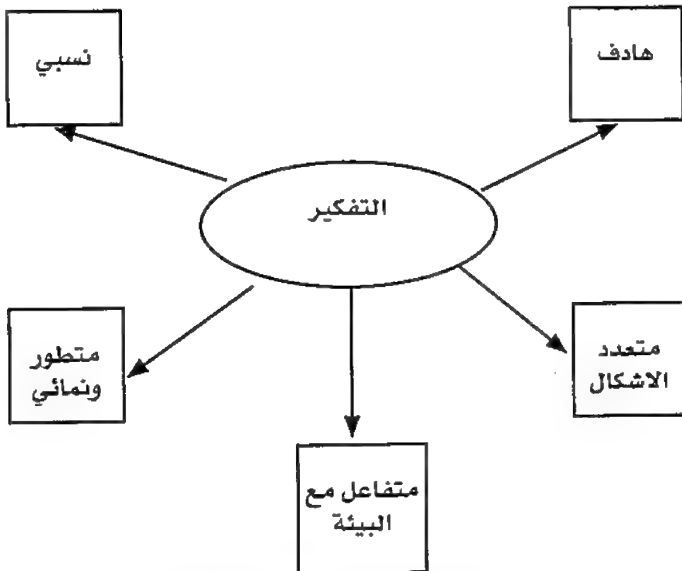 هادف
نسبي
التفكير
متعدد
الاشكال
متطور
ونمائي
متفاعل مع
البيئة